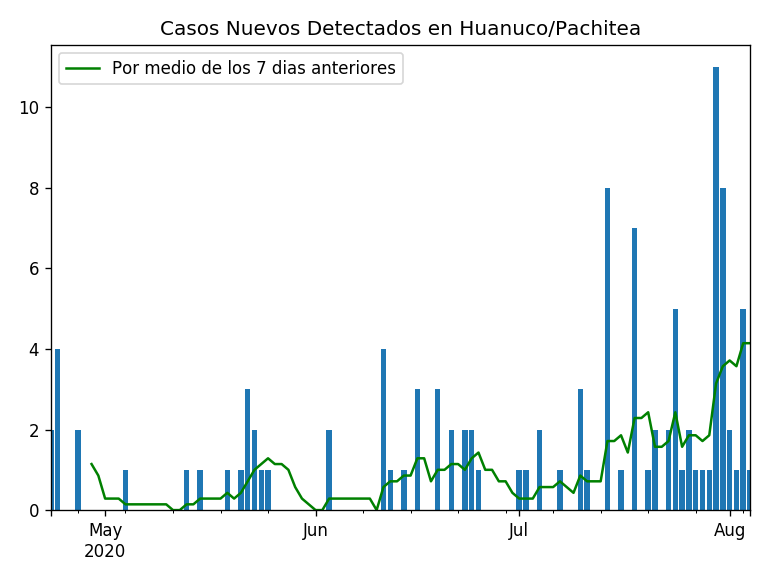 Casos Nuevos Detectados en Huanuco/Pachitea
Por medio de los 7 dias anteriores
10
8
6
4
2
0
May Jun Jul Aug
2020